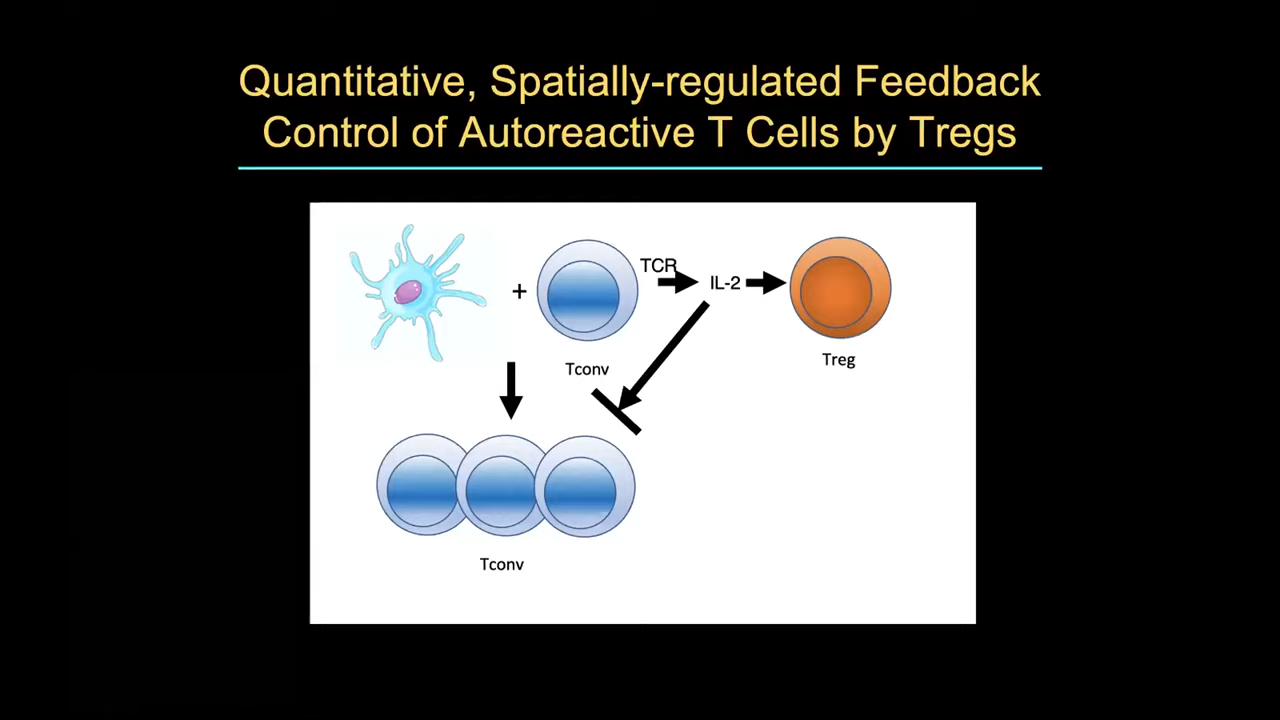 Quantitative, Spatially-regulated Feedback
Control of Autoreactive T Cells by Tregs
+
TCR
IL-2
Tconv
Treg
Tconv